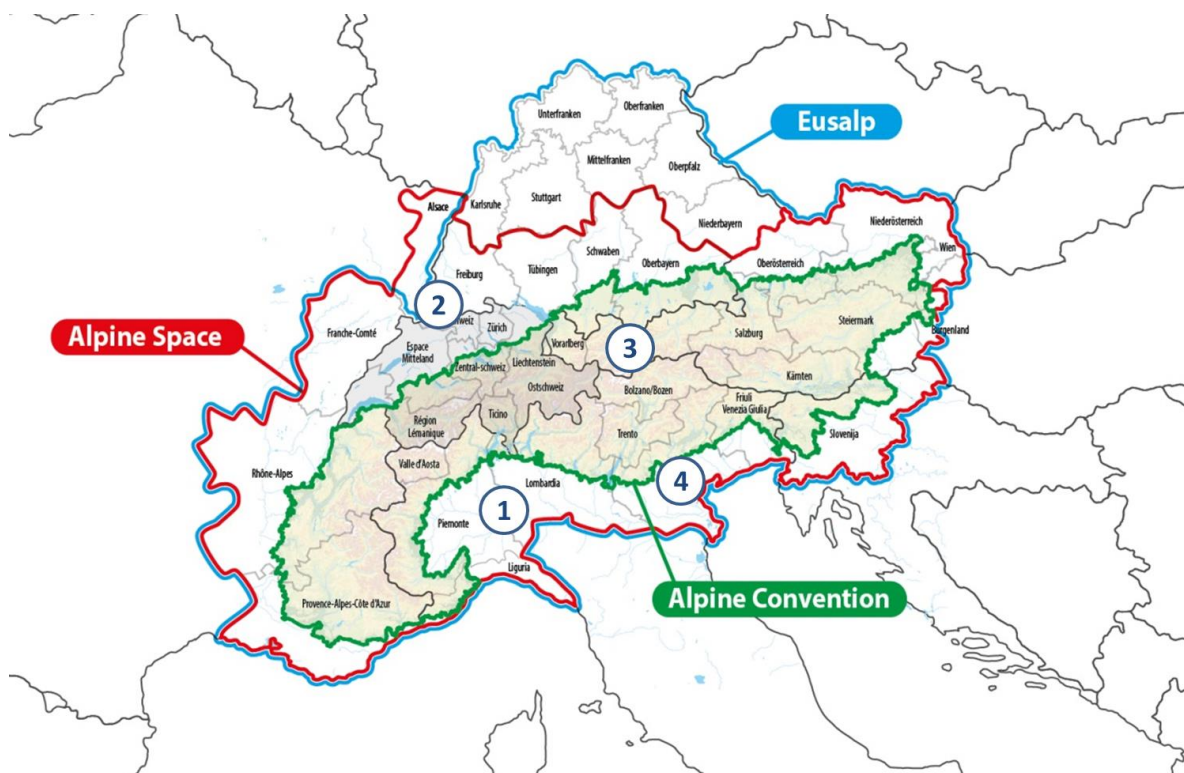 Unterfranken
Oberfranken
Eusalp
Mittelfranken
Oberpfalz
Alsace
Karlsruhe
Stuttgart
Niederbayern
Niederösterreich
Wien
Schwaben
Oberbayern
Oberösterreich
Freiburg
Tübingen
2
weiz
Zürich
Steiermark
Burgenland
Franche-Comté
Alpine Space
Espace
Mitteland
Vorarlberg
3
Salzburg
Zentral-schweiz
Liechtenstein
Ostschweiz
Bolzano/Bozen
Kärnten
Région
Lémanique
Ticino
Friuli
Venezia Giulia
Trento
Slovenija
Valle d'Aosta
Rhône-Alpes
Lombardia
4
1
Piemonte
Liguria
Alpine Convention
Provence-Alpes-Côte d'Azur